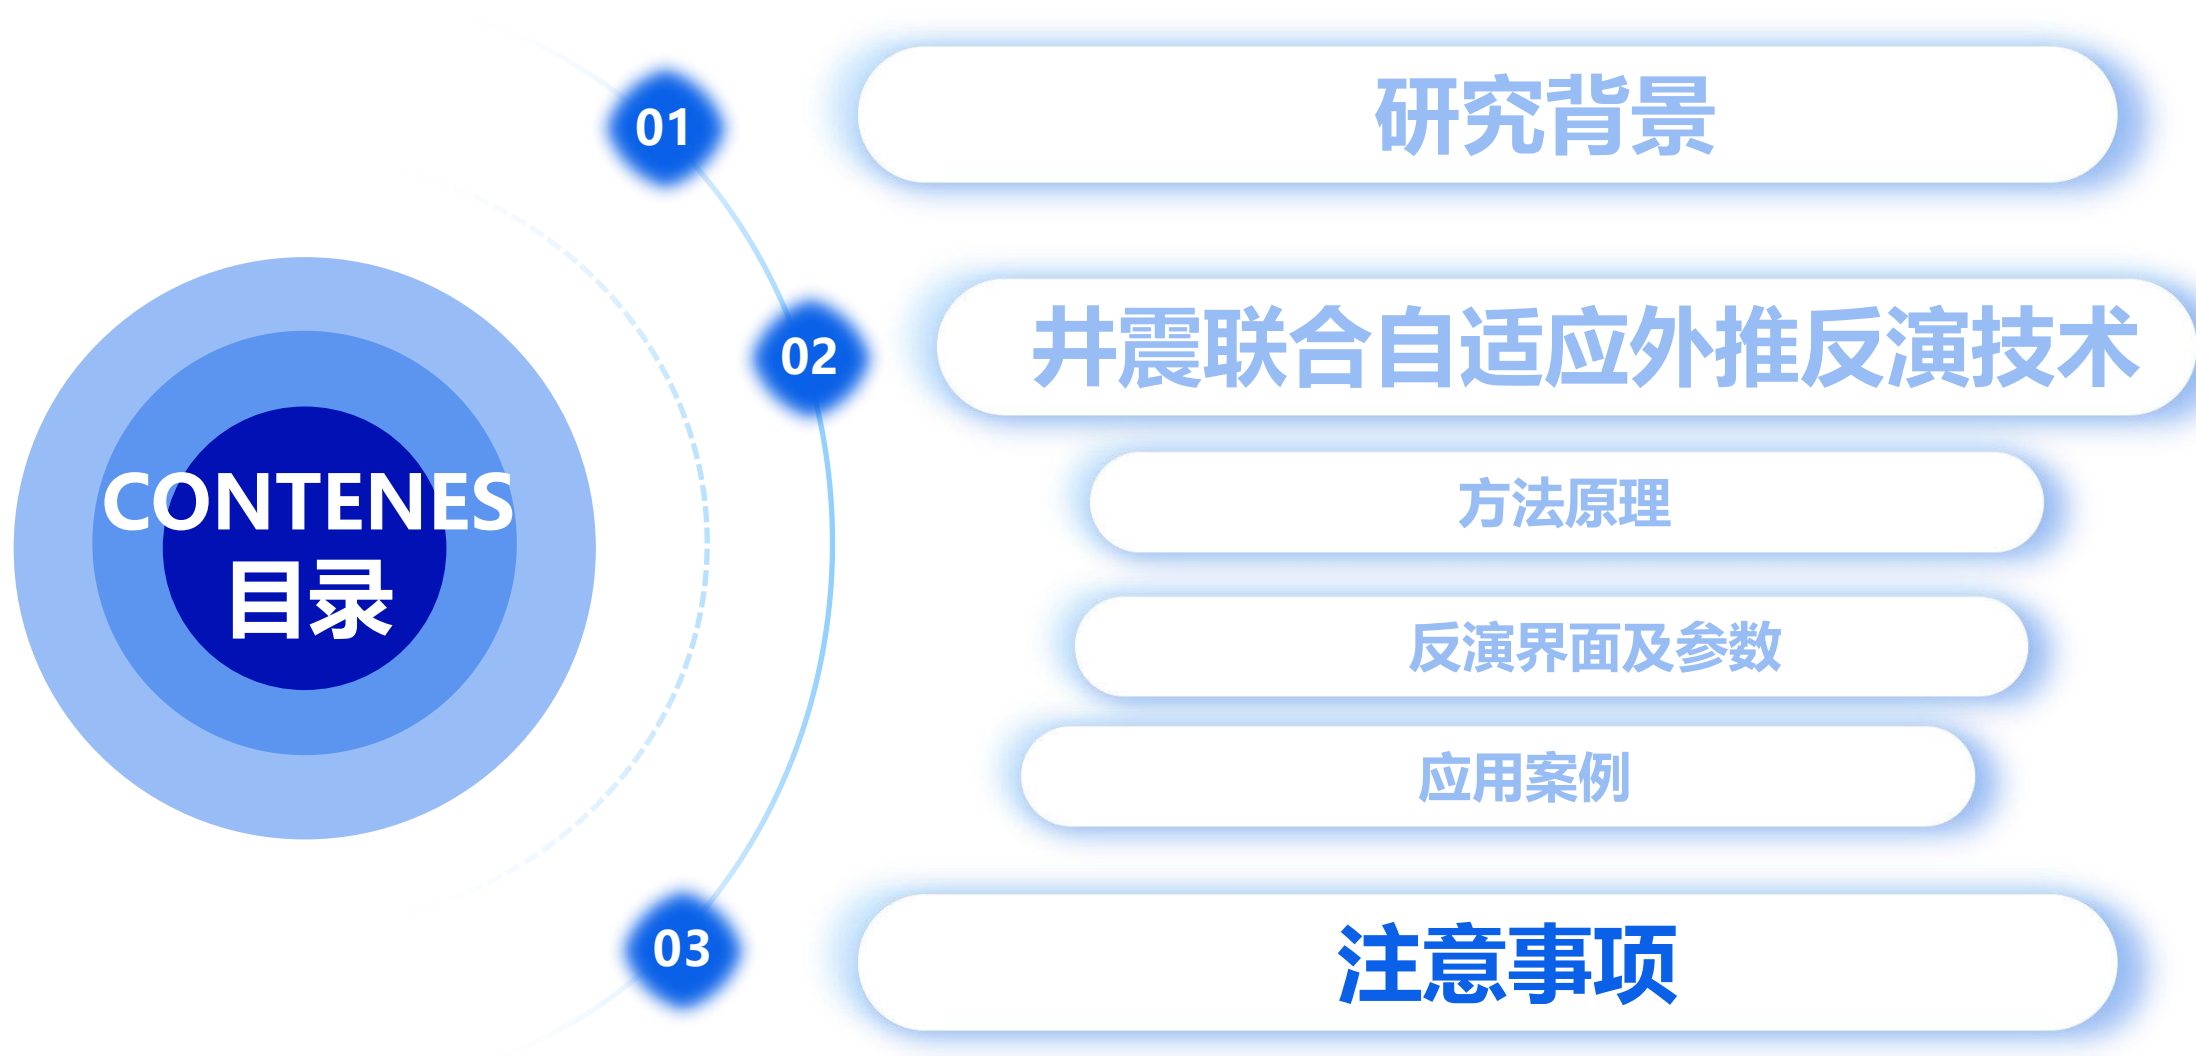 CONTENES
目录
01
研究背景
02
井震联合自适应外推反演技术
方法原理
反演界面及参数
应用案例
03
注意事项